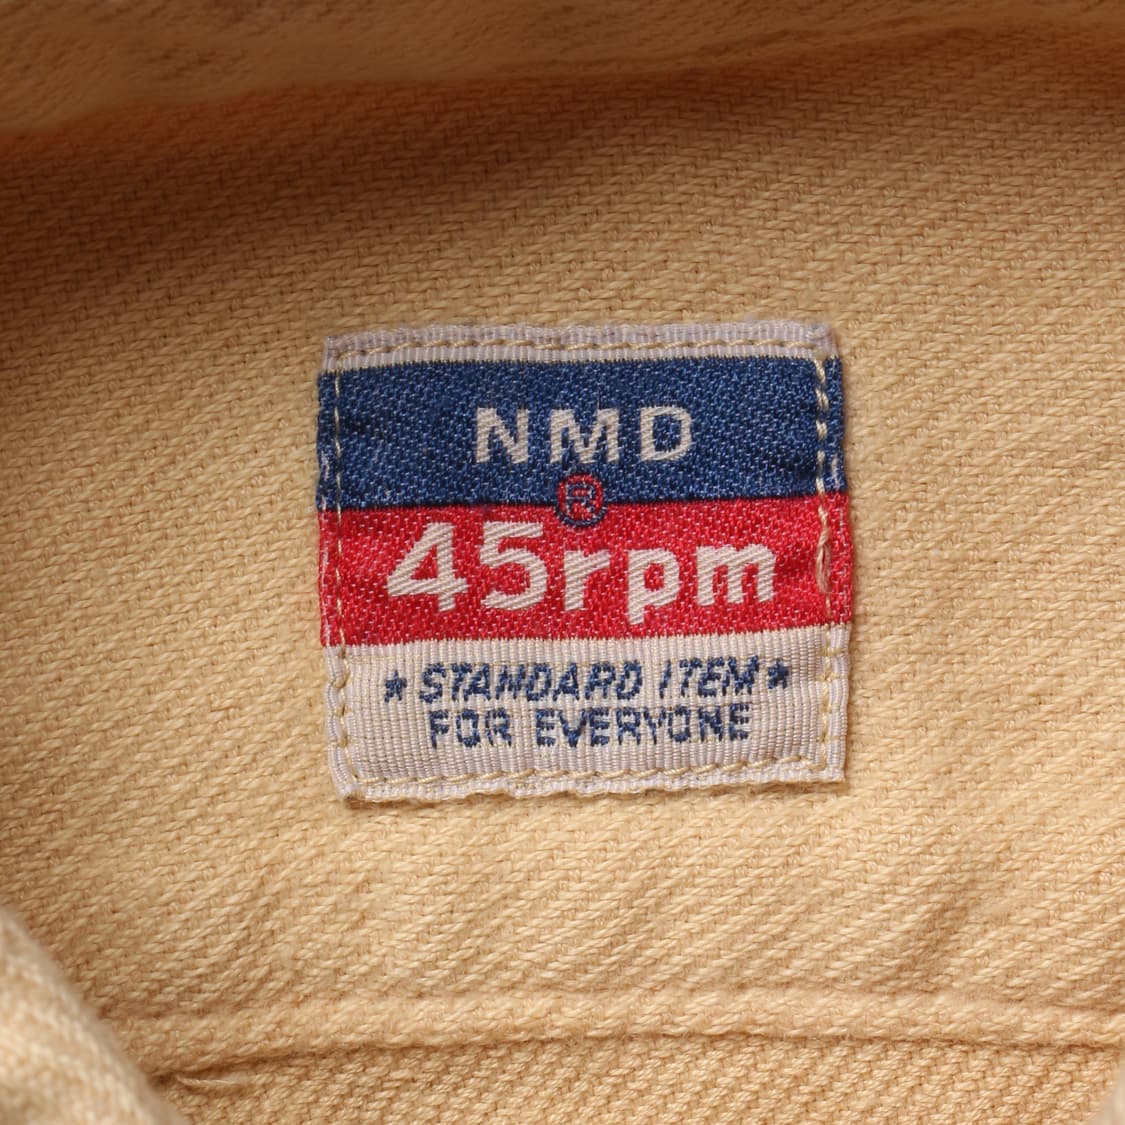 NMD
®
45rpm
★STANDARD ITEM★
FOR EVERYONE